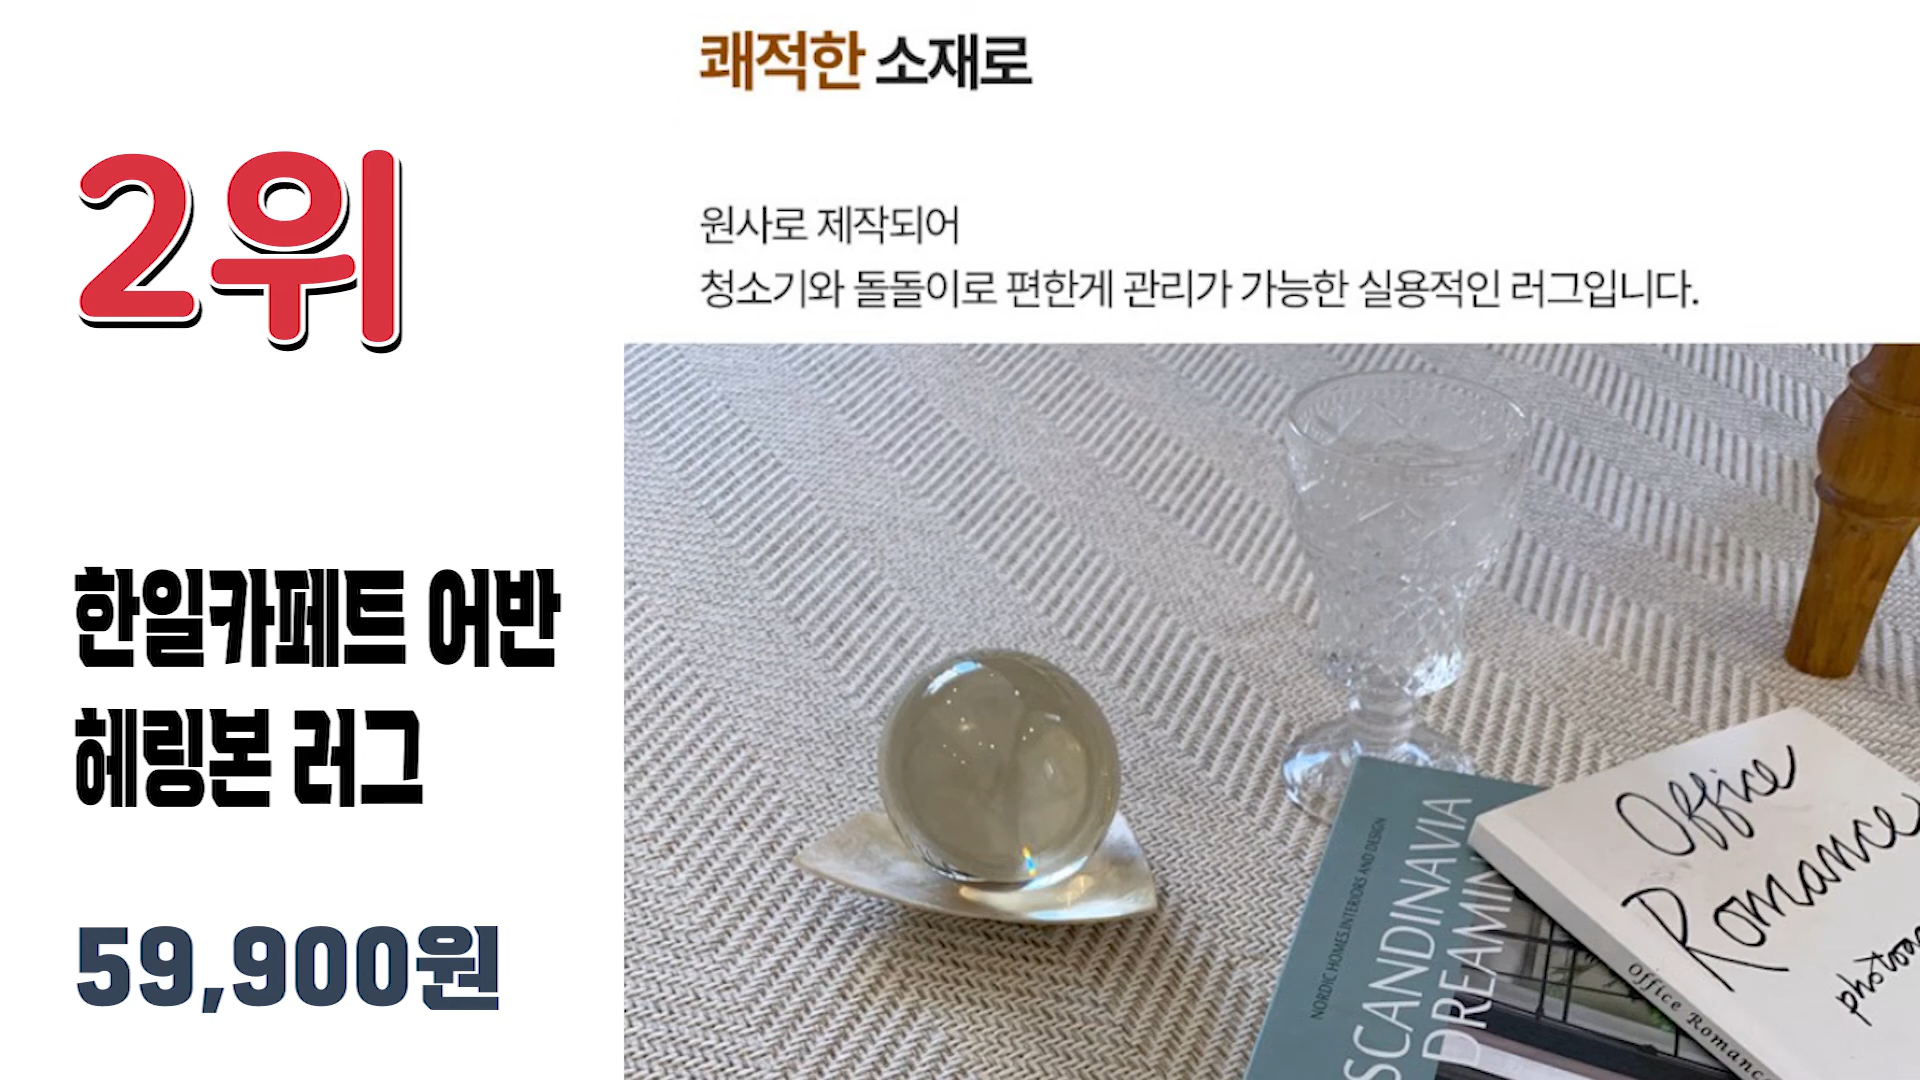 2위
한일카페트 어반
헤링본 러그
59,900원
쾌적한 소재로
원사로 제작되어
청소기와 돌돌이로 편한게 관리가 가능한 실용적인 러그입니다.
NORDIC HOMES, INTERIORS AND DESIGN
SCANDINAVIA
Office
Romance
Office Romance